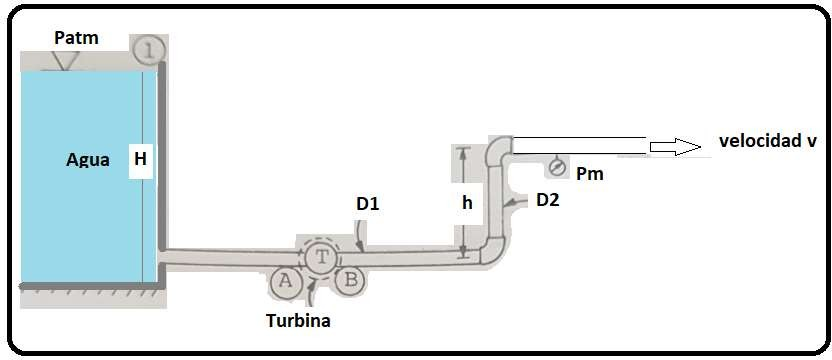 Patm
1
Agua
H
velocidad v
Pm
h
D2
D1
T
A
B
Turbina